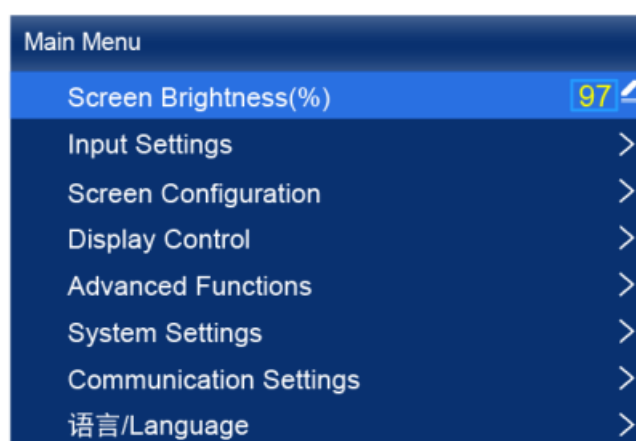 Main Menu
Screen Brightness(%) 97
Input Settings
Screen Configuration
Display Control
Advanced Functions
System Settings
Communication Settings
语言/Language